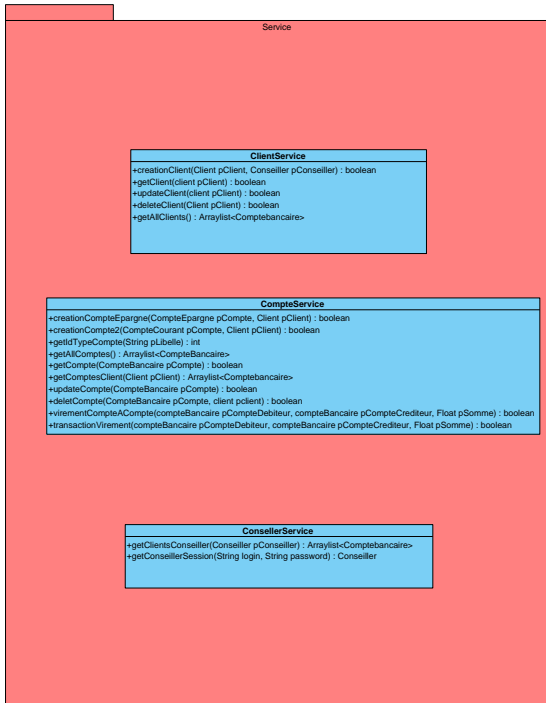 Service
ClientService
+creationClient(Client pClient, Conseiller pConseiller) : boolean
+getClient(client pClient) : boolean
+updateClient(client pClient) : boolean
+deleteClient(Client pClient) : boolean
+getAllClients() : Arraylist<Comptebancaire>
CompteService
+creationCompteEpargne(CompteEpargne pCompte, Client pClient) : boolean
+creationCompte2(CompteCourant pCompte, Client pClient) : boolean
+getIdTypeCompte(String pLibelle) : int
+getAllComptes() : Arraylist<CompteBancaire>
+getCompte(CompteBancaire pCompte) : boolean
+getComptesClient(Client pClient) : Arraylist<Comptebancaire>
+updateCompte(CompteBancaire pCompte) : boolean
+deletCompte(CompteBancaire pCompte, client pclient) : boolean
+virementCompteACompte(compteBancaire pCompteDebiteur, compteBancaire pCompteCrediteur, Float pSomme) : boolean
+transactionVirement(compteBancaire pCompteDebiteur, compteBancaire pCompteCrediteur, Float pSomme) : boolean
ConsellerService
+getClientsConseiller(Conseiller pConseiller) : Arraylist<Comptebancaire>
+getConseillerSession(String login, String password) : Conseiller